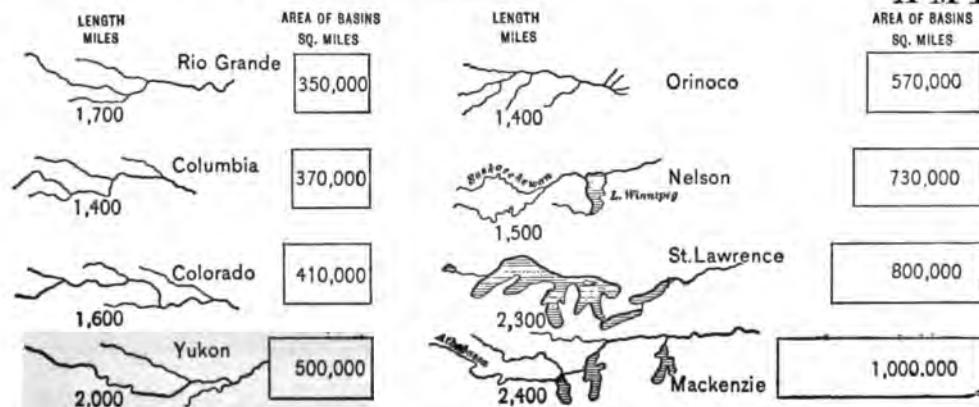 LENGTH
MILES
AREA OF BASINS
SQ. MILES
Rio Grande
350,000
1,700
Columbia
370,000
1,400
Colorado
410,000
1,600
Yukon
500,000
2,000
LENGTH
MILES
AREA OF BASINS
SQ. MILES
Orinoco
570,000
1,400
Saskatchewan
Nelson
730,000
L. Winnipeg
1,500
St. Lawrence
800,000
2,300
Athabasca
Mackenzie
1,000.000
2,400